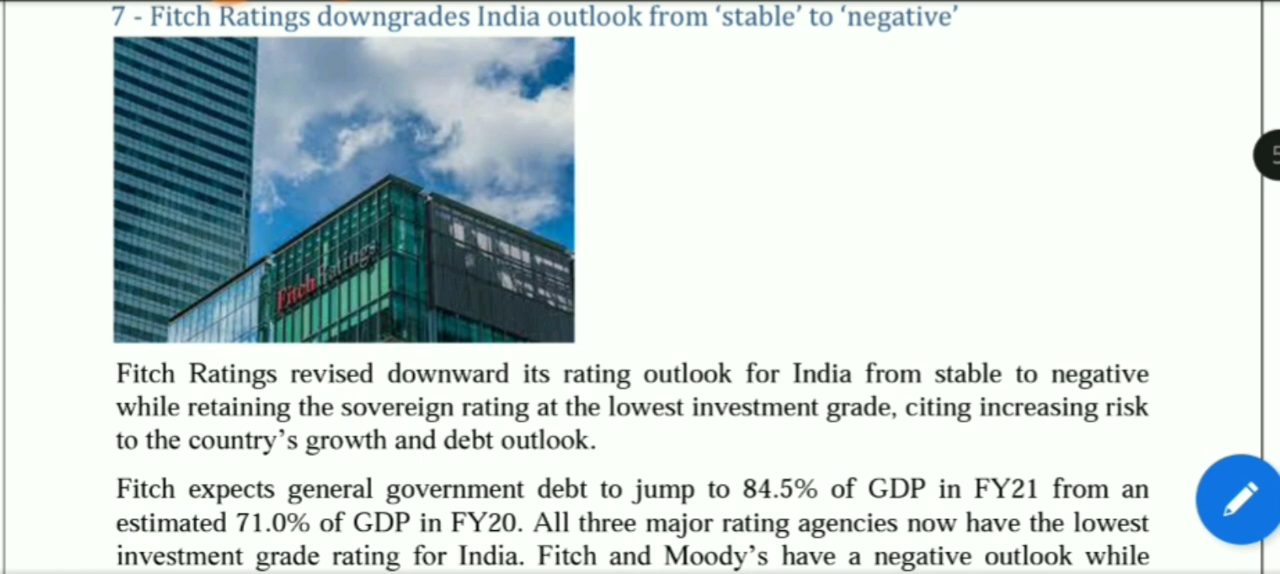 7 - Fitch Ratings downgrades India outlook from ‘stable’ to ‘negative’
FitchRatings
Fitch Ratings revised downward its rating outlook for India from stable to negative
while retaining the sovereign rating at the lowest investment grade, citing increasing risk
to the country’s growth and debt outlook.
Fitch expects general government debt to jump to 84.5% of GDP in FY21 from an
estimated 71.0% of GDP in FY20. All three major rating agencies now have the lowest
investment grade rating for India. Fitch and Moody’s have a negative outlook while